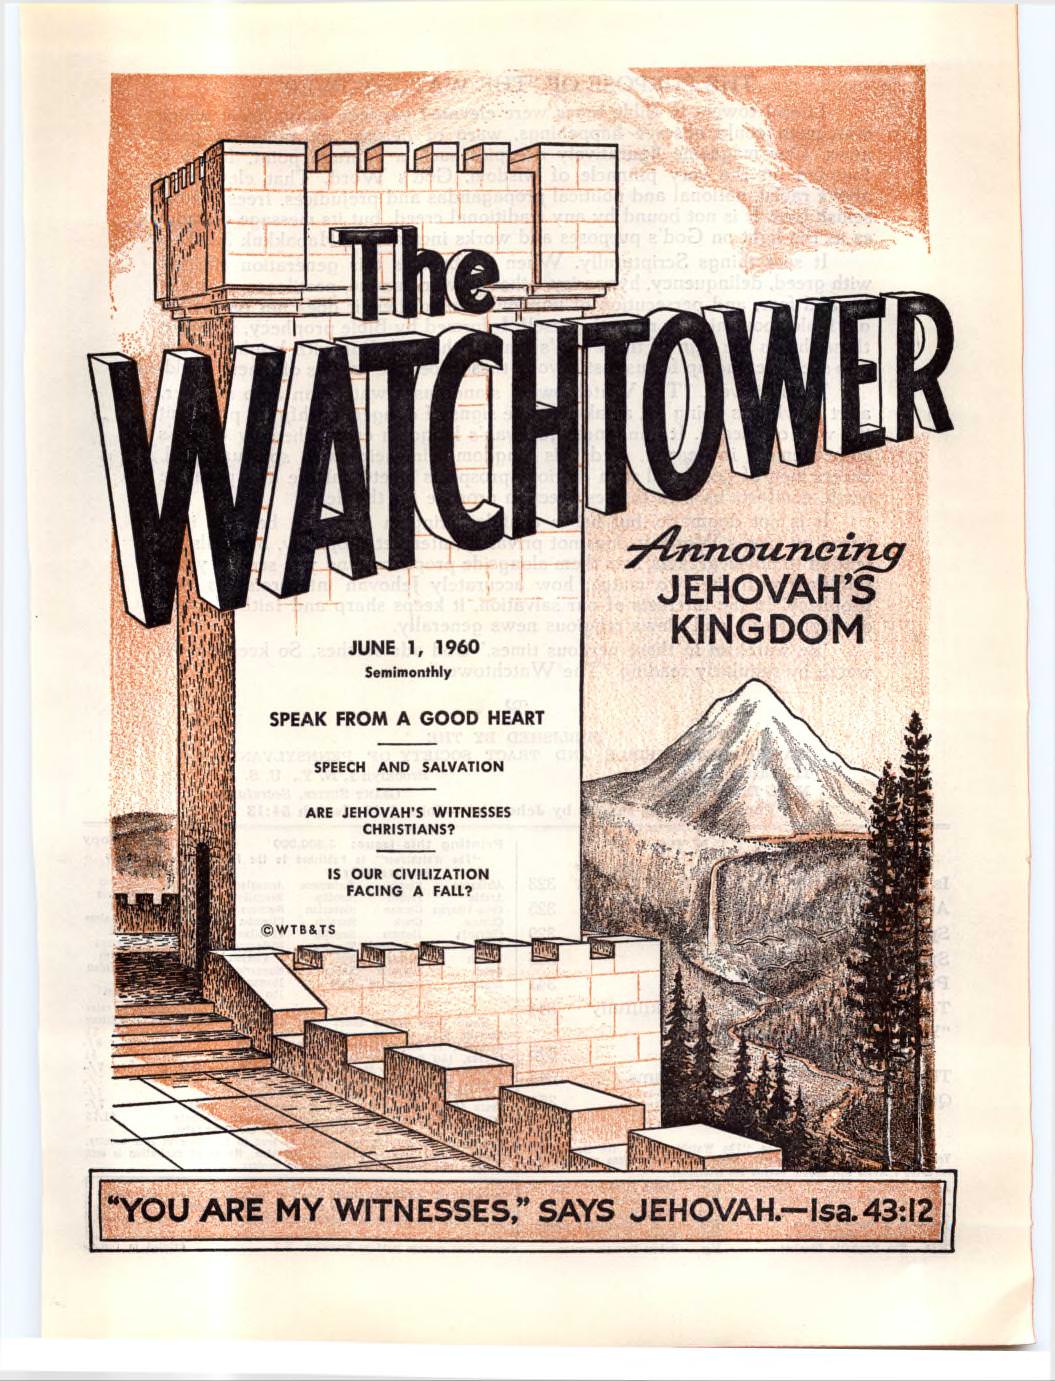 The
WATCHTOWER
Announcing
JEHOVAH'S
KINGDOM
JUNE 1, 1960
Semimonthly
SPEAK FROM A GOOD HEART
SPEECH AND SALVATION
ARE JEHOVAH'S WITNESSES
CHRISTIANS?
IS OUR CIVILIZATION
FACING A FALL?
©WTB&TS
“YOU ARE MY WITNESSES,” SAYS JEHOVAH.—Isa. 43:12